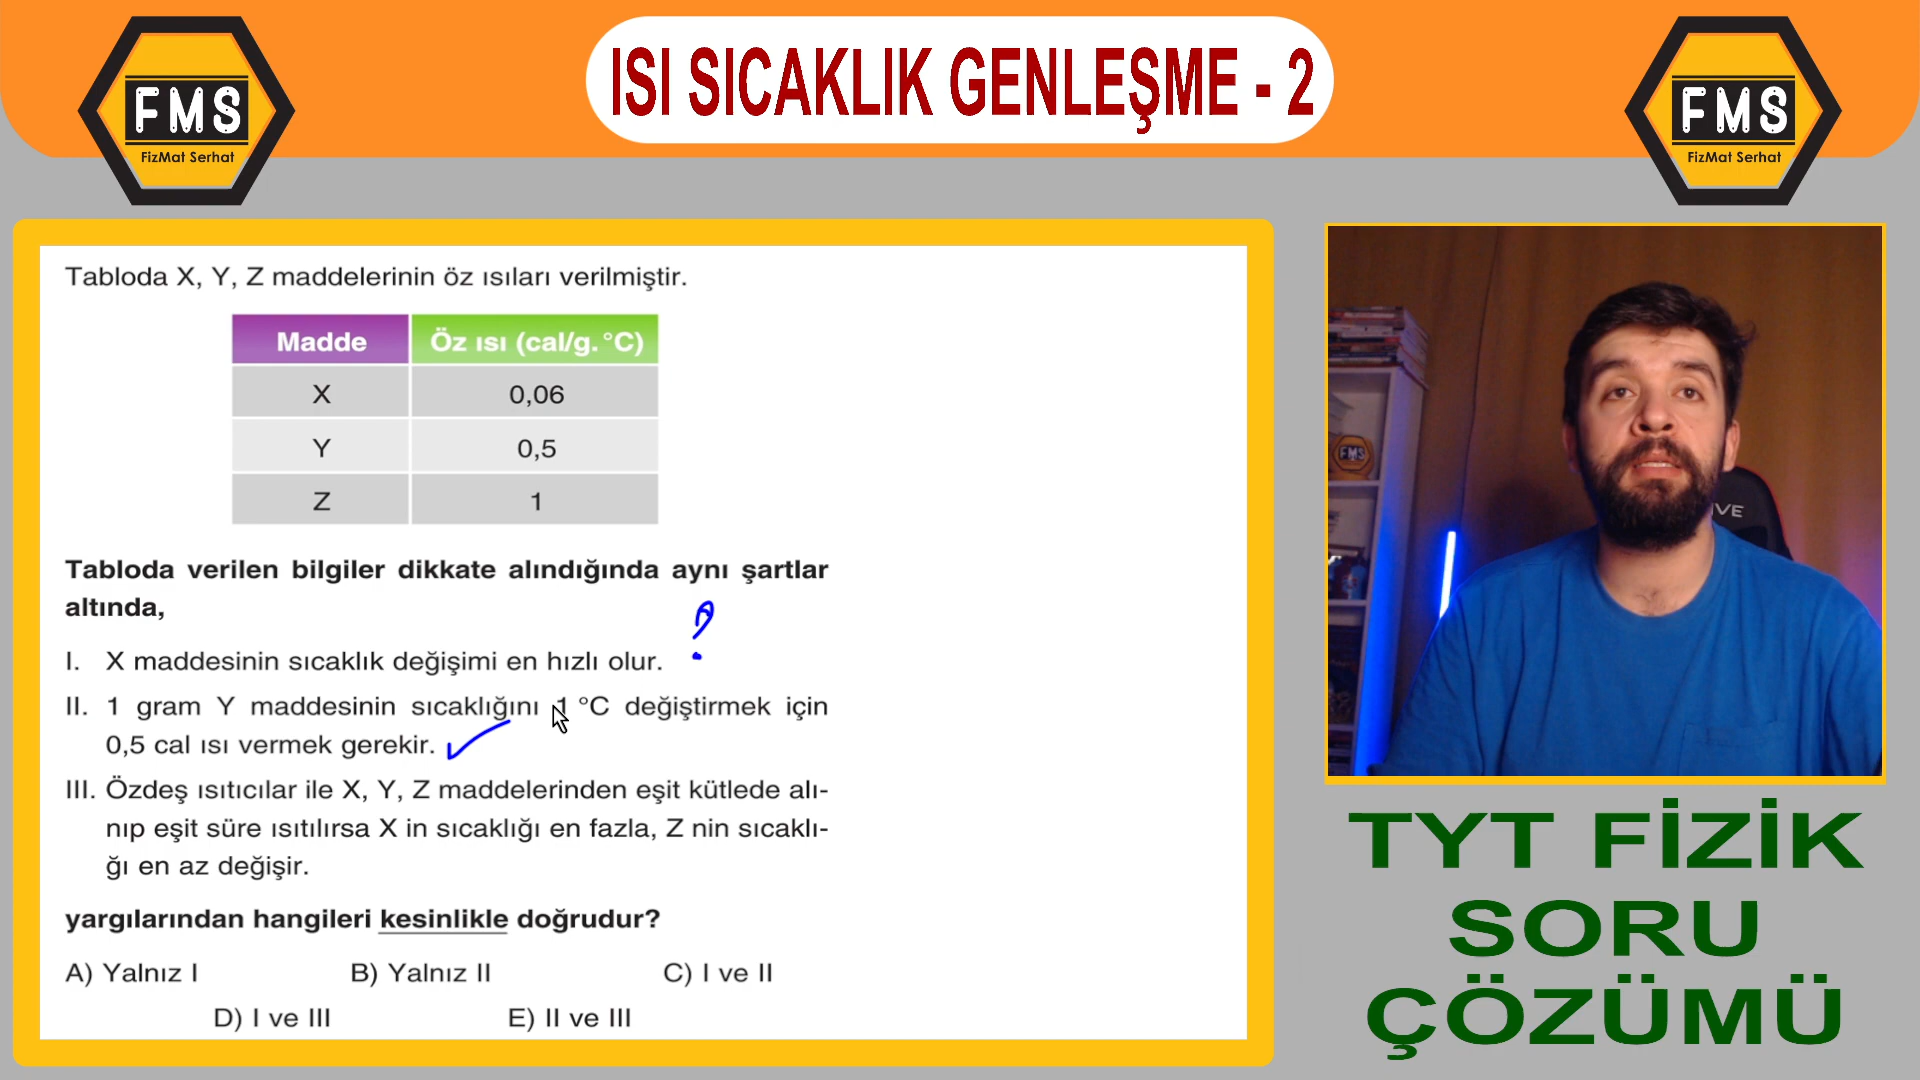 ISI SICAKLIK GENLEŞME - 2
FMS
FizMat Serhat
FMS
FizMat Serhat
Tabloda X, Y, Z maddelerinin öz ısıları verilmiştir.
Madde Öz ısı (cal/g.°C)
X 0,06
Y 0,5
Z 1
Tabloda verilen bilgiler dikkate alındığında aynı şartlar
altında,
I. X maddesinin sıcaklık değişimi en hızlı olur. ?
II. 1 gram Y maddesinin sıcaklığını 1 °C değiştirmek için
0,5 cal ısı vermek gerekir.
III. Özdeş ısıtıcılar ile X, Y, Z maddelerinden eşit kütlede alı-
nıp eşit süre ısıtılırsa X in sıcaklığı en fazla, Z nin sıcaklı-
ğı en az değişir.
yargılarından hangileri kesinlikle doğrudur?
A) Yalnız I B) Yalnız II C) I ve II
D) I ve III E) II ve III
FMS
TYT FİZİK
SORU
ÇÖZÜMÜ